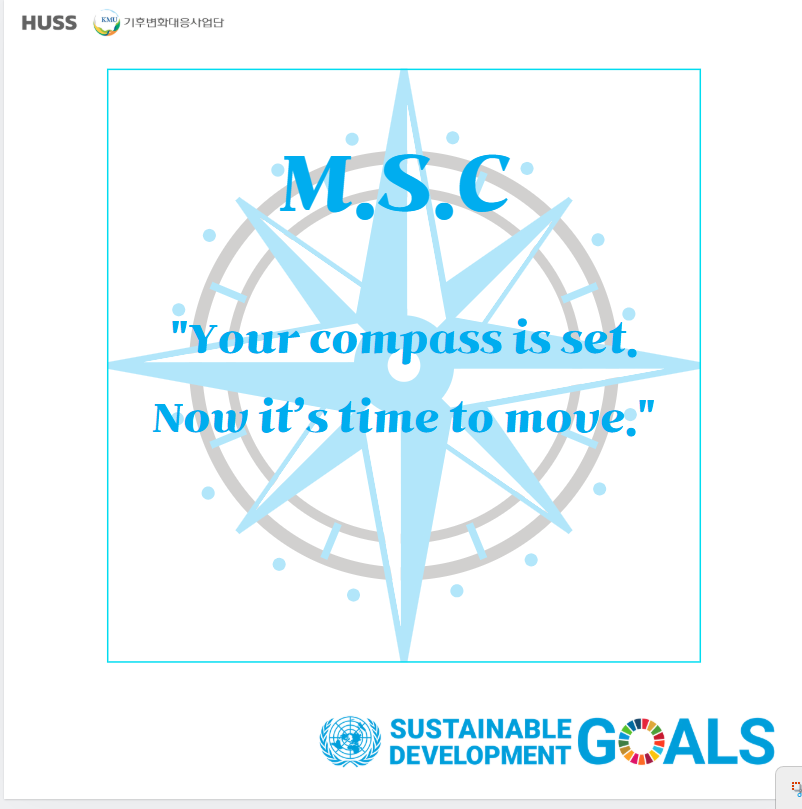 HUSS KMU 기후변화대응사업단
M.S.C
"Your compass is set.
Now it's time to move."
SUSTAINABLE
DEVELOPMENT GOALS